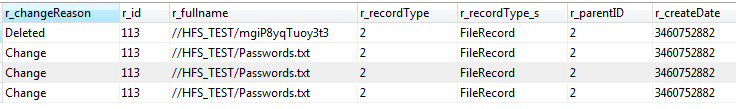 r_changeReason r_id r_fullname r_recordType r_recordType_s r_parentID r_createDate
Deleted 113 //HFS_TEST/mgiP8yqTuoy3t3 2 FileRecord 2 3460752882
Change 113 //HFS_TEST/Passwords.txt 2 FileRecord 2 3460752882
Change 113 //HFS_TEST/Passwords.txt 2 FileRecord 2 3460752882
Change 113 //HFS_TEST/Passwords.txt 2 FileRecord 2 3460752882